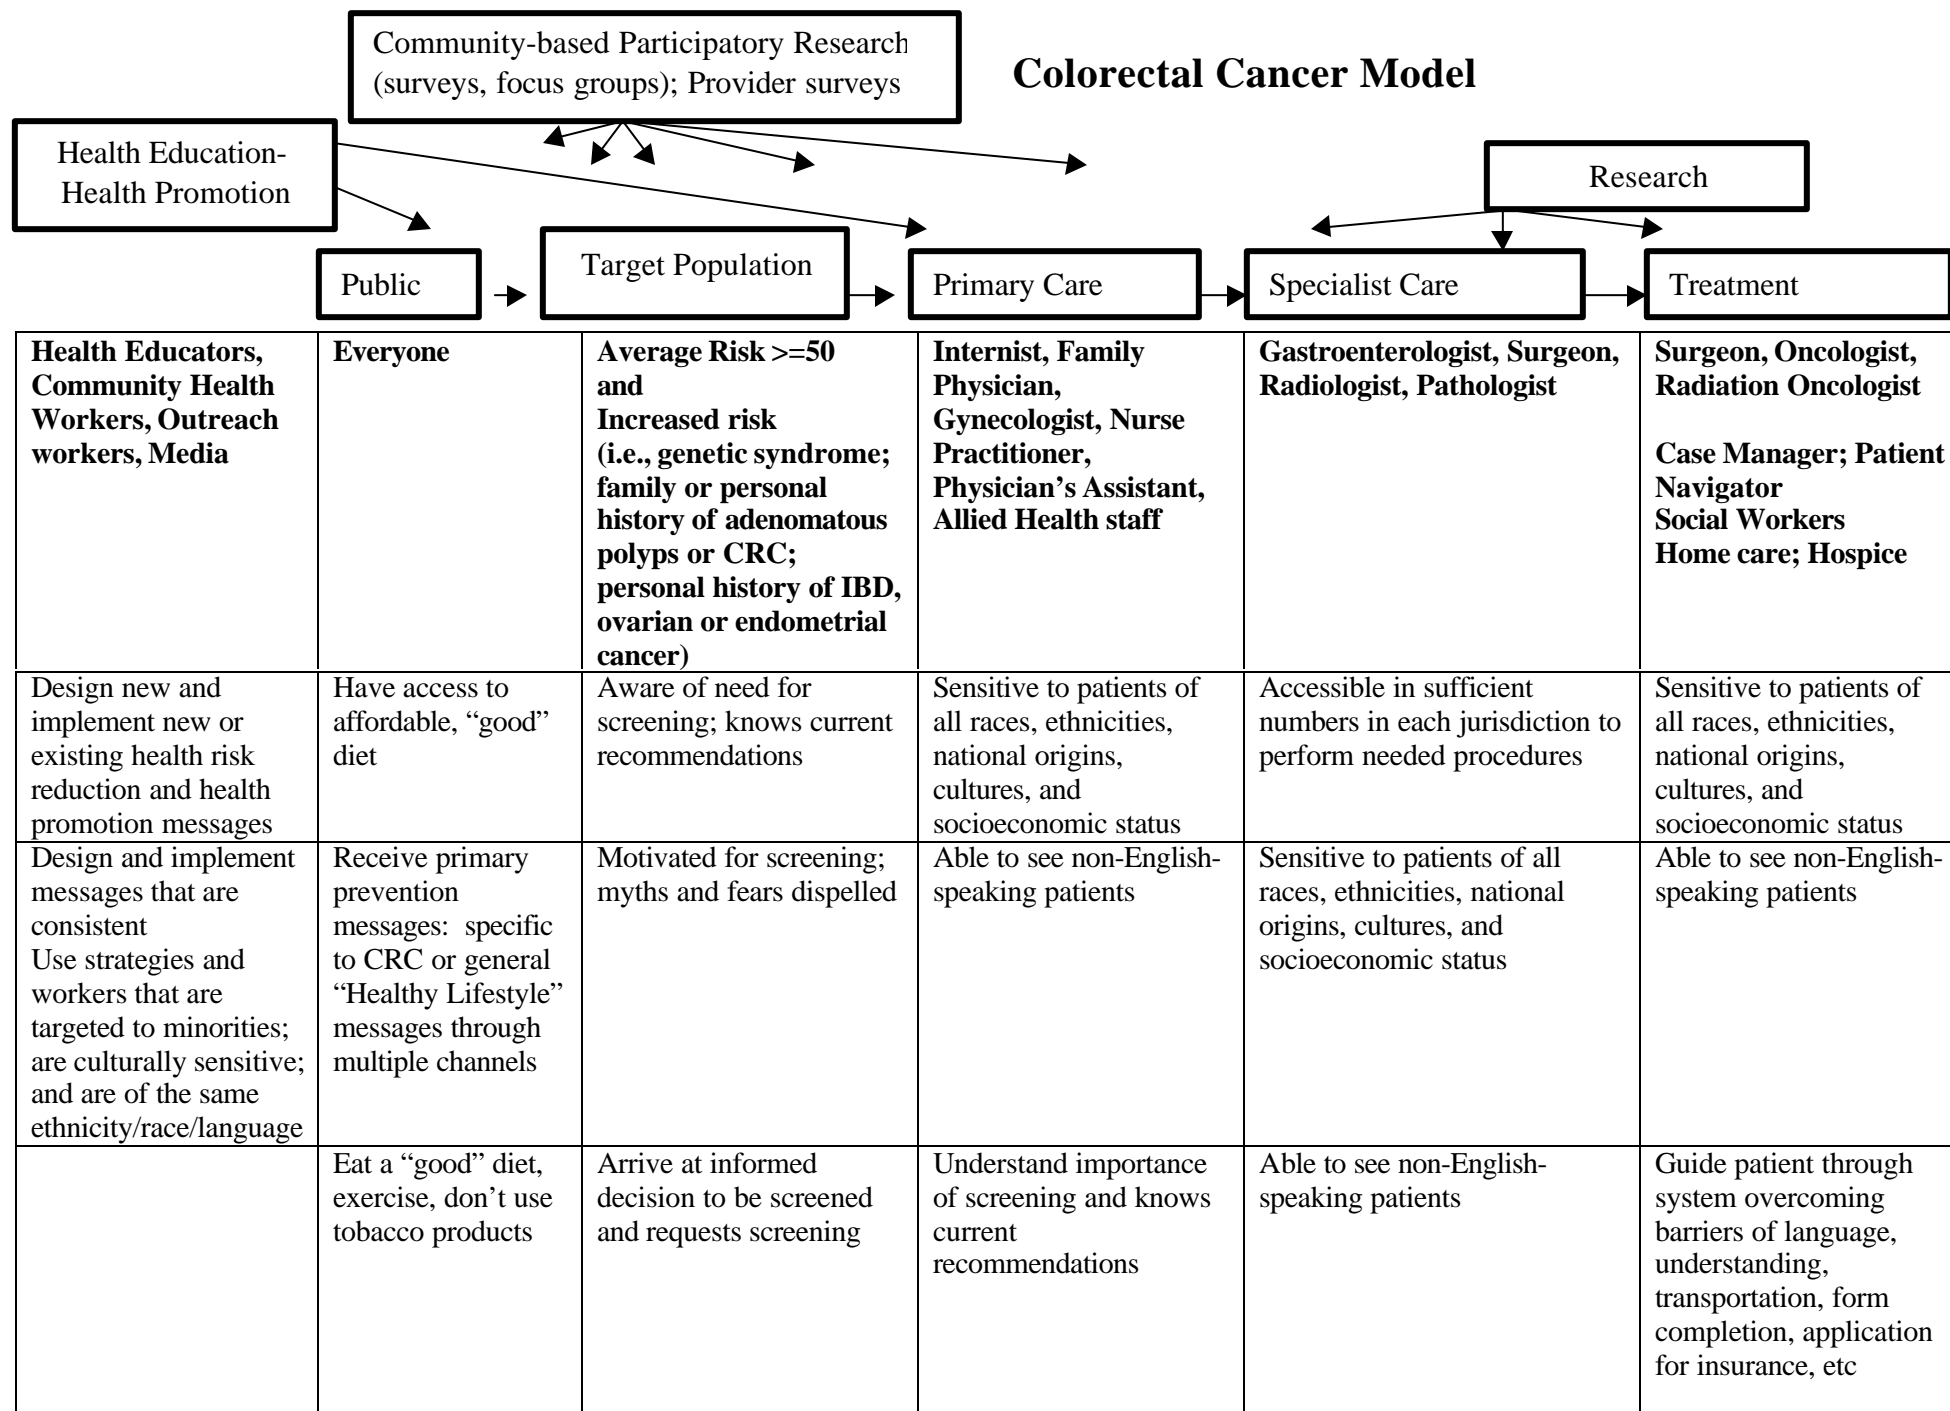 Community-based Participatory Research
(surveys, focus groups); Provider surveys
Colorectal Cancer Model
Health Education-
Health Promotion
Research
Public
Target Population
Primary Care
Specialist Care
Treatment
Health Educators,
Community Health
Workers, Outreach
workers, Media
Everyone
Average Risk >=50
and
Increased risk
(i.e., genetic syndrome;
family or personal
history of adenomatous
polyps or CRC;
personal history of IBD,
ovarian or endometrial
cancer)
Internist, Family
Physician,
Gynecologist, Nurse
Practitioner,
Physician’s Assistant,
Allied Health staff
Gastroenterologist, Surgeon,
Radiologist, Pathologist
Surgeon, Oncologist,
Radiation Oncologist
Case Manager; Patient
Navigator
Social Workers
Home care; Hospice
Design new and
implement new or
existing health risk
reduction and health
promotion messages
Have access to
affordable, “good”
diet
Aware of need for
screening; knows current
recommendations
Sensitive to patients of
all races, ethnicities,
national origins,
cultures, and
socioeconomic status
Accessible in sufficient
numbers in each jurisdiction to
perform needed procedures
Sensitive to patients of
all races, ethnicities,
national origins,
cultures, and
socioeconomic status
Design and implement
messages that are
consistent
Use strategies and
workers that are
targeted to minorities;
are culturally sensitive;
and are of the same
ethnicity/race/language
Receive primary
prevention
messages:  specific
to CRC or general
“Healthy Lifestyle”
messages through
multiple channels
Motivated for screening;
myths and fears dispelled
Able to see non-English-
speaking patients
Sensitive to patients of all
races, ethnicities, national
origins, cultures, and
socioeconomic status
Able to see non-English-
speaking patients
Eat a “good” diet,
exercise, don’t use
tobacco products
Arrive at informed
decision to be screened
and requests screening
Understand importance
of screening and knows
current
recommendations
Able to see non-English-
speaking patients
Guide patient through
system overcoming
barriers of language,
understanding,
transportation, form
completion, application
for insurance, etc